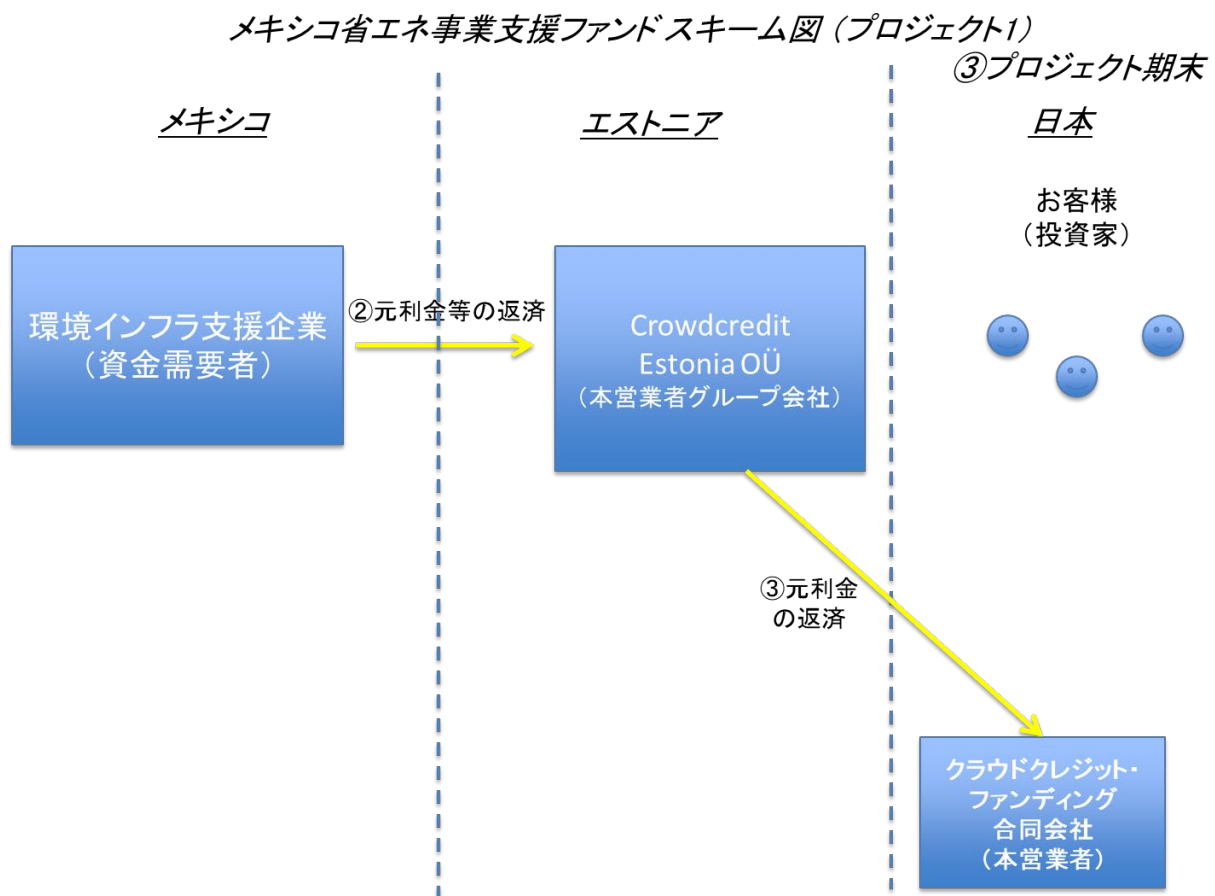 メキシコ省エネ事業支援ファンド スキーム図 (プロジェクト1)
③プロジェクト期末
メキシコ
エストニア
日本
お客様
(投資家)
環境インフラ支援企業
(資金需要者)
②元利金等の返済
Crowdcredit
Estonia OÜ
(本営業者グループ会社)
③元利金
の返済
クラウドクレジット・
ファンディング
合同会社
(本営業者)